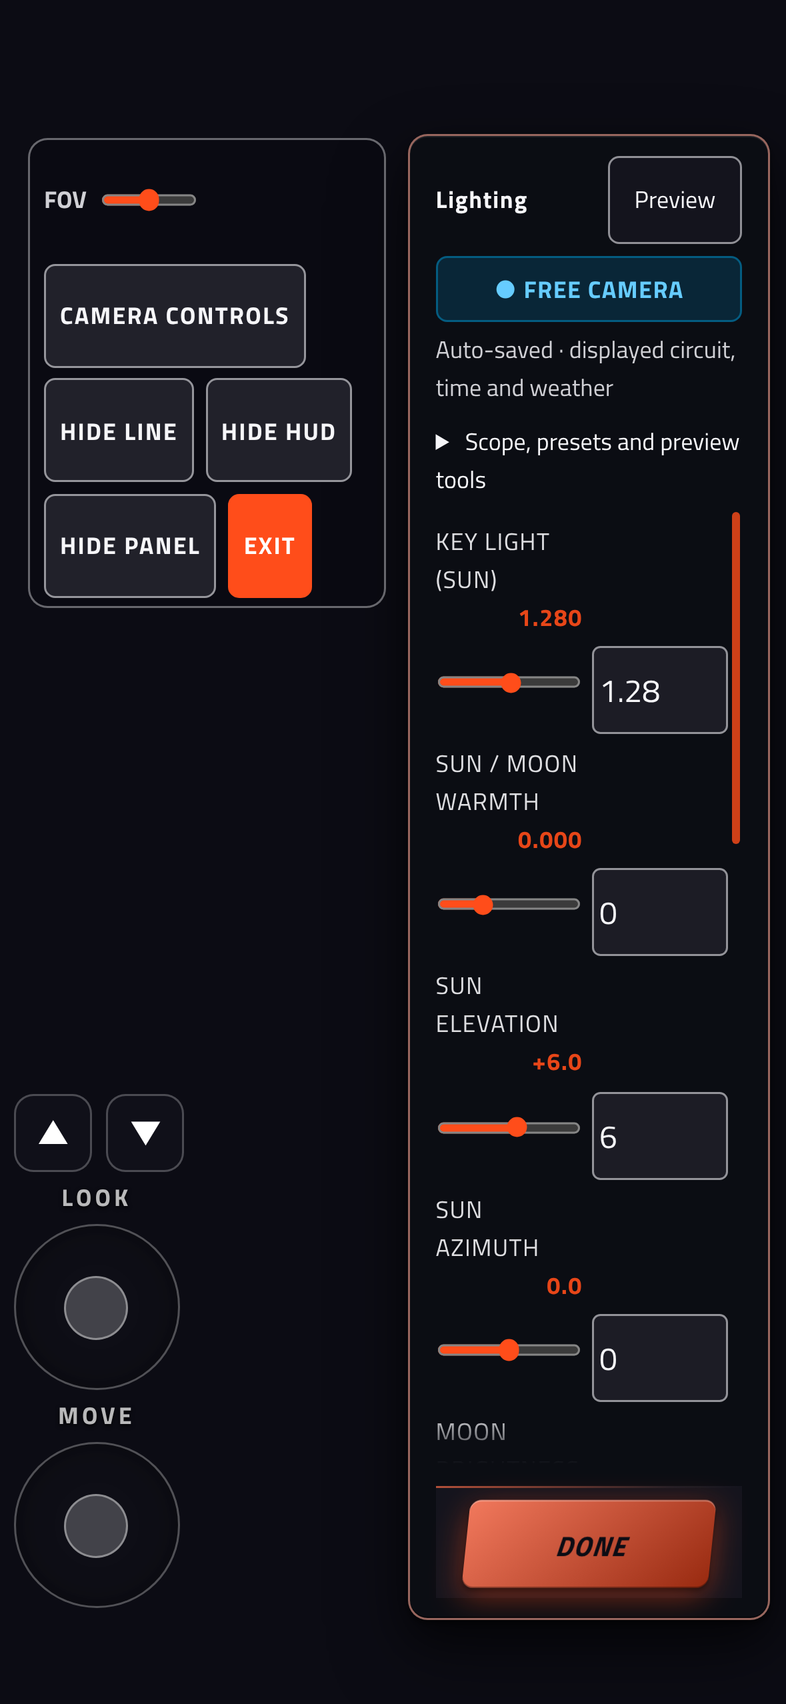 FOV
CAMERA CONTROLS
HIDE LINE
HIDE HUD
HIDE PANEL
EXIT
LOOK
MOVE
Lighting
Preview
FREE CAMERA
Auto-saved · displayed circuit,
time and weather
Scope, presets and preview
tools
KEY LIGHT
(SUN)
1.280
1.28
SUN / MOON
WARMTH
0.000
0
SUN
ELEVATION
+6.0
6
SUN
AZIMUTH
0.0
0
MOON
DONE